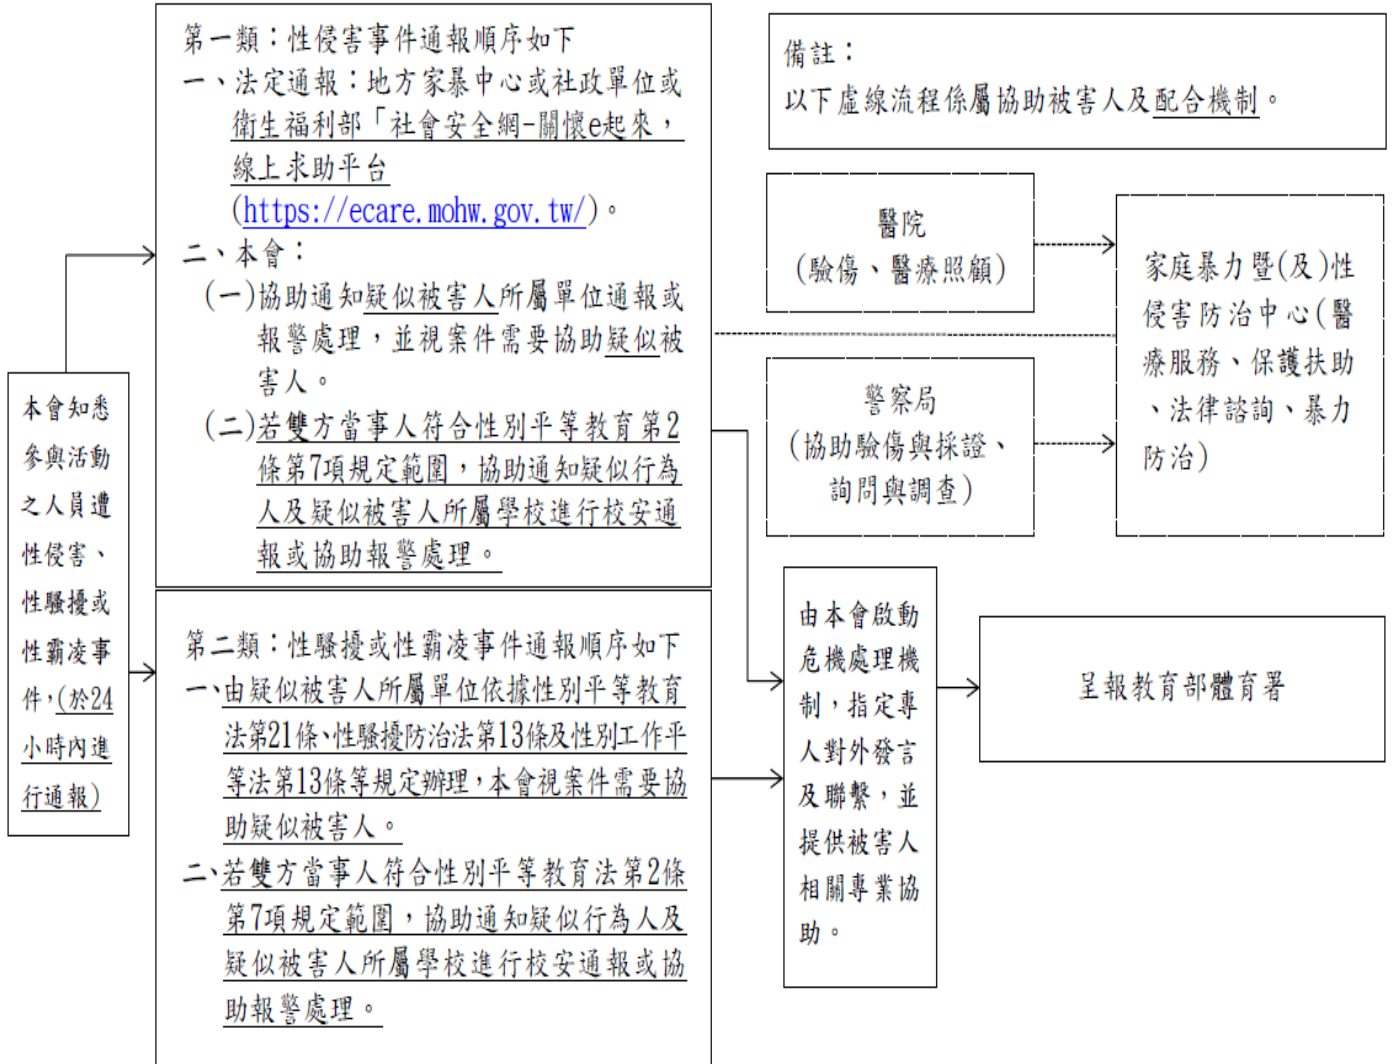 本會知悉
參與活動
之人員遭
性侵害、
性騷擾或
性霸凌事
件，(於24
小時內進
行通報)
第一類：性侵害事件通報順序如下
一、法定通報：地方家暴中心或社政單位或
衛生福利部「社會安全網-關懷e起來，
線上求助平台
(https://ecare.mohw.gov.tw/)。
二、本會：
(一)協助通知疑似被害人所屬單位通報或
報警處理，並視案件需要協助疑似被
害人。
(二)若雙方當事人符合性別平等教育第2
條第7項規定範圍，協助通知疑似行為
人及疑似被害人所屬學校進行校安通
報或協助報警處理。
第二類：性騷擾或性霸凌事件通報順序如下
一、由疑似被害人所屬單位依據性別平等教育
法第21條、性騷擾防治法第13條及性別工作平
等法第13條等規定辦理，本會視案件需要協
助疑似被害人。
二、若雙方當事人符合性別平等教育法第2條
第7項規定範圍，協助通知疑似行為人及
疑似被害人所屬學校進行校安通報或協
助報警處理。
備註：
以下虛線流程係屬協助被害人及配合機制。
醫院
(驗傷、醫療照顧)
警察局
(協助驗傷與採證、
詢問與調查)
家庭暴力暨(及)性
侵害防治中心(醫
療服務、保護扶助
、法律諮詢、暴力
防治)
由本會啟動
危機處理機
制，指定專
人對外發言
及聯繫，並
提供被害人
相關專業協
助。
呈報教育部體育署